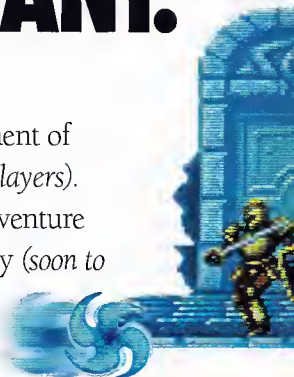 ANT.
ent of
layers).
venture
y (soon to